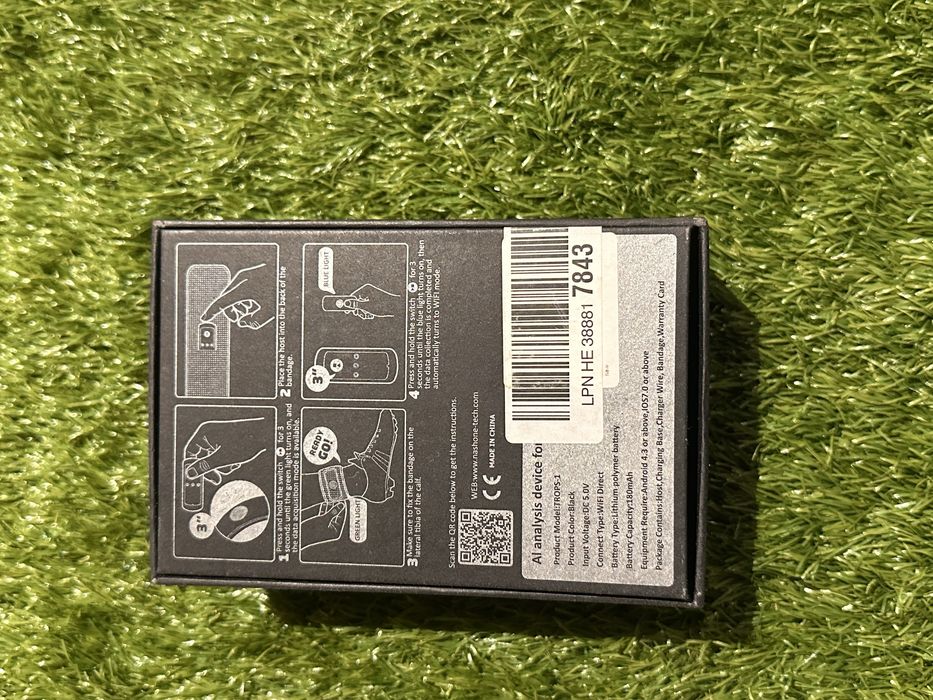 3"
1 Press and hold the switch for 3
seconds until the green light turns on, and
the data acquisition mode is available.
2 Place the host into the back of the
bandage.
READY
GO!
GREEN LIGHT
3 Make sure to fix the bandage on the
lateral tibia of the calf.
3"
BLUE LIGHT
4 Press and hold the switch for 3
seconds until the blue light turns on, then
the data collection is completed and
automatically turns to WIFI mode.
Scan the QR code below to get the instructions.
WEB:www.nashone-tech.com
CE MADE IN CHINA
AI analysis device for
Product Model:TROPS-1
Product Color:Black
Input Voltage:DC 5.0V
Connect Type:WiFi Direct
Battery Type:Lithium polymer battery
Battery Capacity:180mAh
Equipment Require:Android 4.3 or above,IOS7.0 or above
Package Contains:Host,Charging Base,Charger Wire, Bandage,Warranty Card
LPN HE 38881 7843